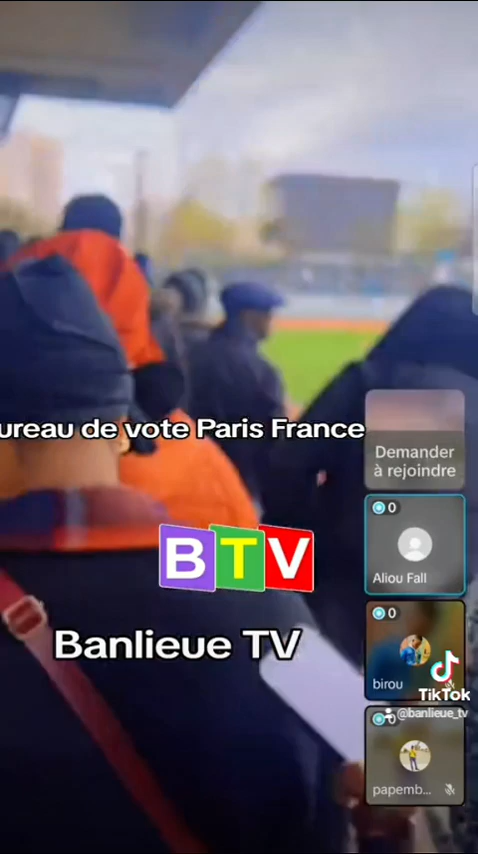 ureau de vote Paris France
Demander
à rejoindre
0
Aliou Fall
BTV
Banlieue TV
0
birou
TikTok
@banlieue_tv
papemb...